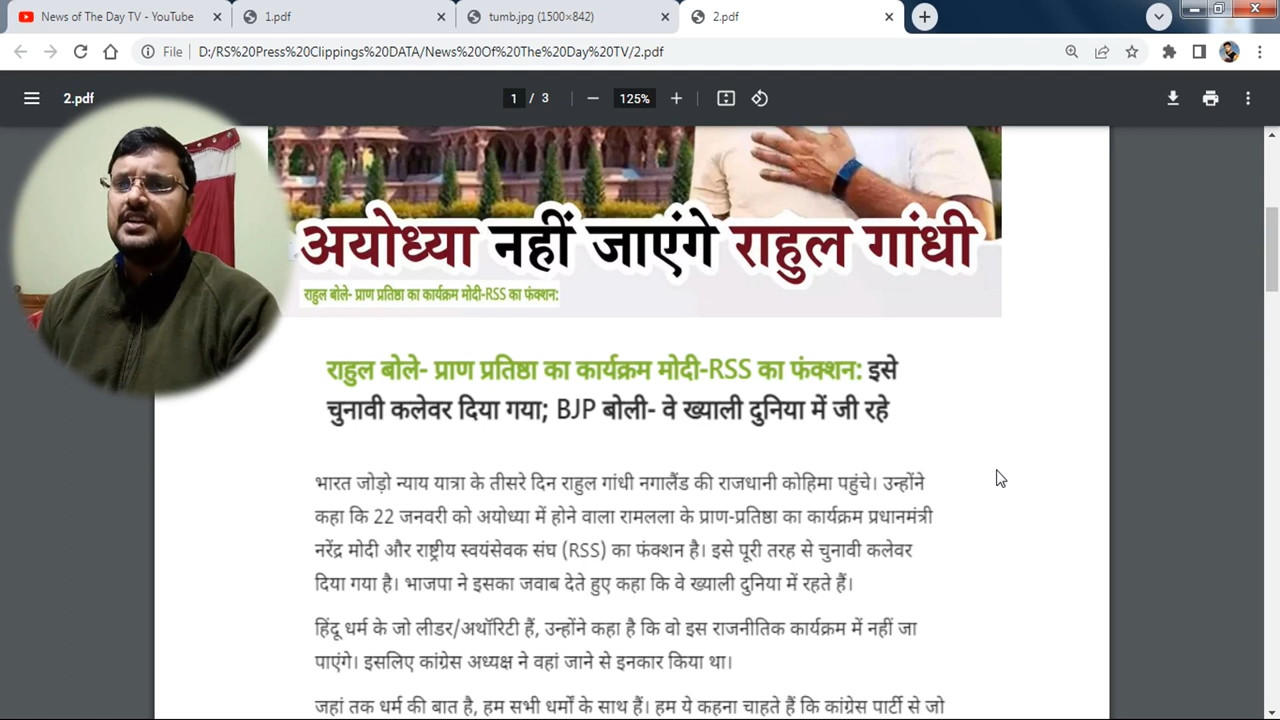 News of The Day TV - YouTube
1.pdf
tumb.jpg (1500×842)
2.pdf
File
D:/RS%20Press%20Clippings%20DATA/News%20Of%20The%20Day%20TV/2.pdf
2.pdf
1 / 3
125%
अयोध्या नहीं जाएंगे राहुल गांधी
राहुल बोले- प्राण प्रतिष्ठा का कार्यक्रम मोदी-RSS का फंक्शन:
राहुल बोले- प्राण प्रतिष्ठा का कार्यक्रम मोदी-RSS का फंक्शन: इसे
चुनावी कलेवर दिया गया; BJP बोली- वे ख्याली दुनिया में जी रहे
भारत जोड़ो न्याय यात्रा के तीसरे दिन राहुल गांधी नगालैंड की राजधानी कोहिमा पहुंचे। उन्होंने
कहा कि 22 जनवरी को अयोध्या में होने वाला रामलला के प्राण-प्रतिष्ठा का कार्यक्रम प्रधानमंत्री
नरेंद्र मोदी और राष्ट्रीय स्वयंसेवक संघ (RSS) का फंक्शन है। इसे पूरी तरह से चुनावी कलेवर
दिया गया है। भाजपा ने इसका जवाब देते हुए कहा कि वे ख्याली दुनिया में रहते हैं।
हिंदू धर्म के जो लीडर/अथॉरिटी हैं, उन्होंने कहा है कि वो इस राजनीतिक कार्यक्रम में नहीं जा
पाएंगे। इसलिए कांग्रेस अध्यक्ष ने वहां जाने से इनकार किया था।
जहां तक धर्म की बात है, हम सभी धर्मों के साथ हैं। हम ये कहना चाहते हैं कि कांग्रेस पार्टी से जो